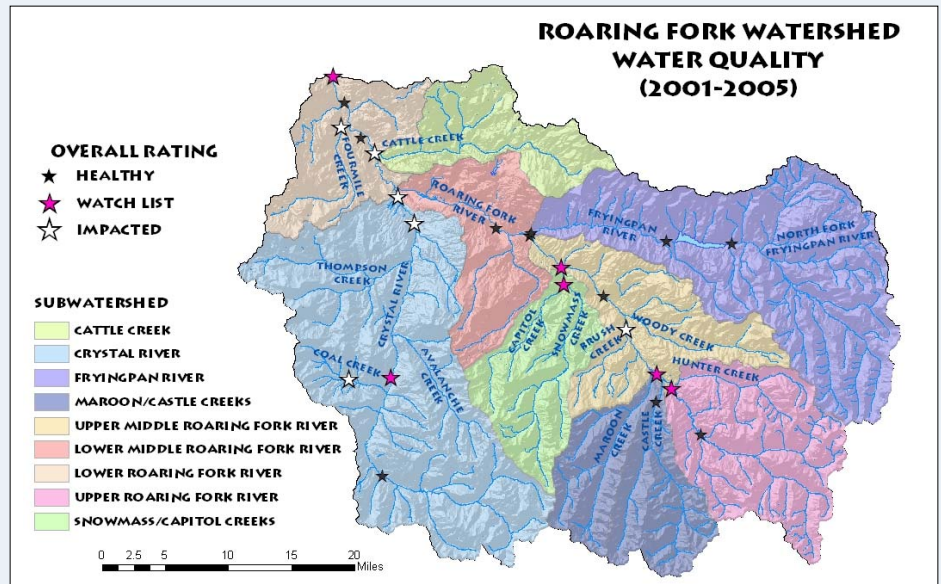 ROARING FORK WATERSHED
WATER QUALITY
(2001-2005)
OVERALL RATING
HEALTHY
WATCH LIST
IMPACTED
SUBWATERSHED
CATTLE CREEK
CRYSTAL RIVER
FRYINGPAN RIVER
MAROON/CASTLE CREEKS
UPPER MIDDLE ROARING FORK RIVER
LOWER MIDDLE ROARING FORK RIVER
LOWER ROARING FORK RIVER
UPPER ROARING FORK RIVER
SNOWMASS/CAPITOL CREEKS
0 2.5 5 10 15 20
Miles
FOURMILE
CREEK
CATTLE CREEK
ROARING FORK
RIVER
FRYINGPAN
RIVER
NORTH FORK
FRYINGPAN RIVER
THOMPSON
CREEK
CRYSTAL RIVER
COAL CREEK
AVALANCHE
CREEK
CAPITOL
CREEK
SNOWMASS
CREEK
BRUSH
CREEK
WOODY CREEK
HUNTER CREEK
MAROON
CREEK
CASTLE
CREEK